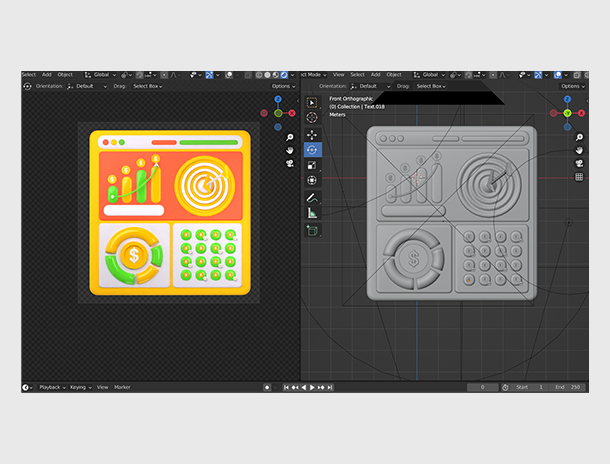 Select Add Object Global
ect Mode View Select Add Object Global
Orientation: Default Drag: Select Box Options
Orientation: Default Drag: Select Box Options
Z
X
Z
Y
X
Front Orthographic
(0) Collection | Text.018
Meters
$ $ $ $
$
$
Playback Keying View Marker
0 Start 1 End 250